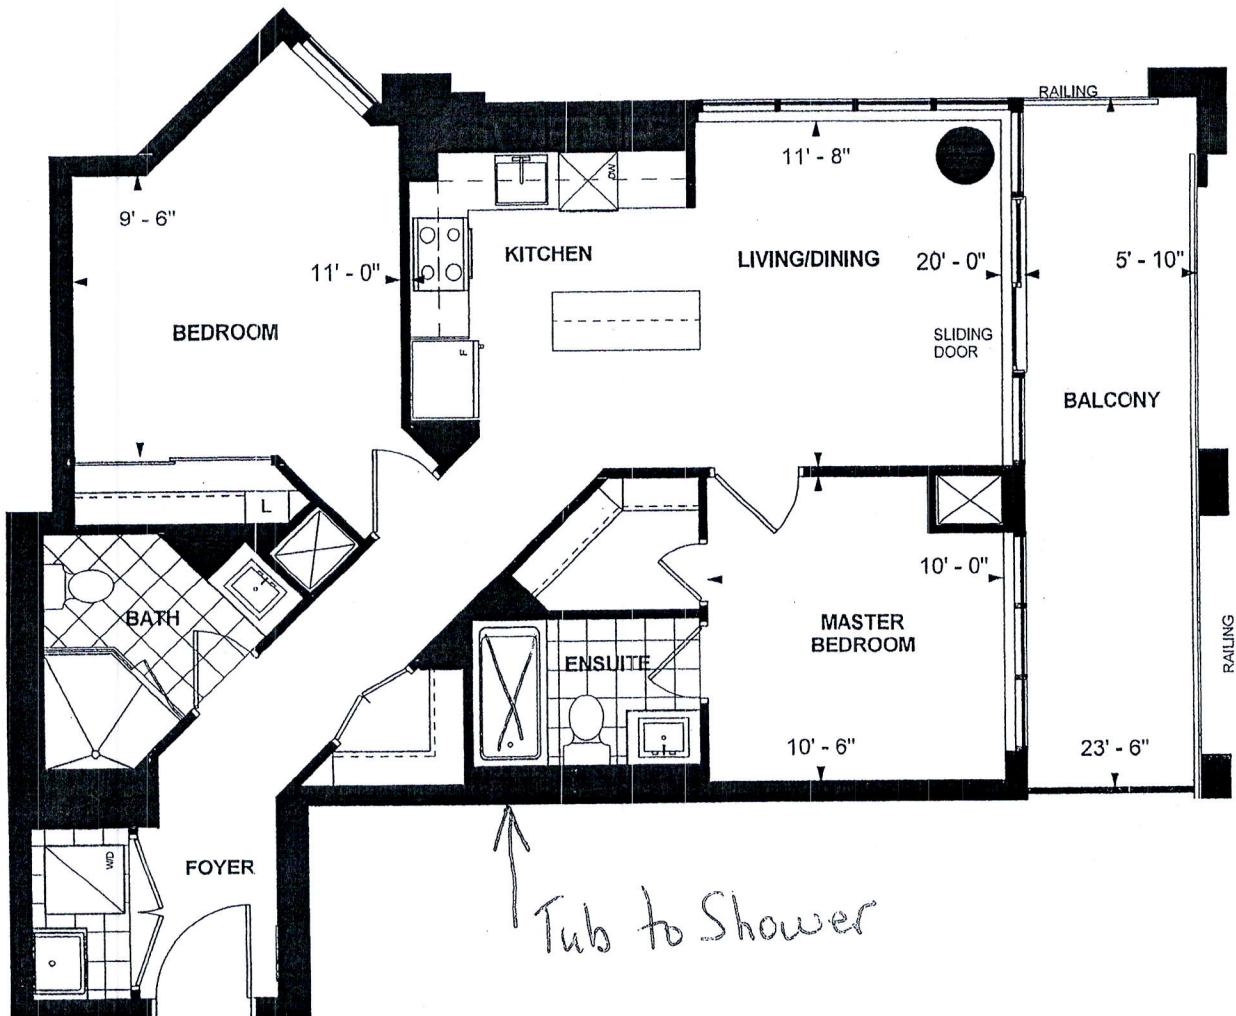 RAILING
11' - 8"
DW
9' - 6"
KITCHEN
LIVING/DINING
20' - 0"
5' - 10"
11' - 0"
BEDROOM
SLIDING
DOOR
F
BALCONY
L
10' - 0"
BATH
MASTER
BEDROOM
RAILING
ENSUITE
10' - 6"
23' - 6"
W/D
FOYER
Tub to Shower